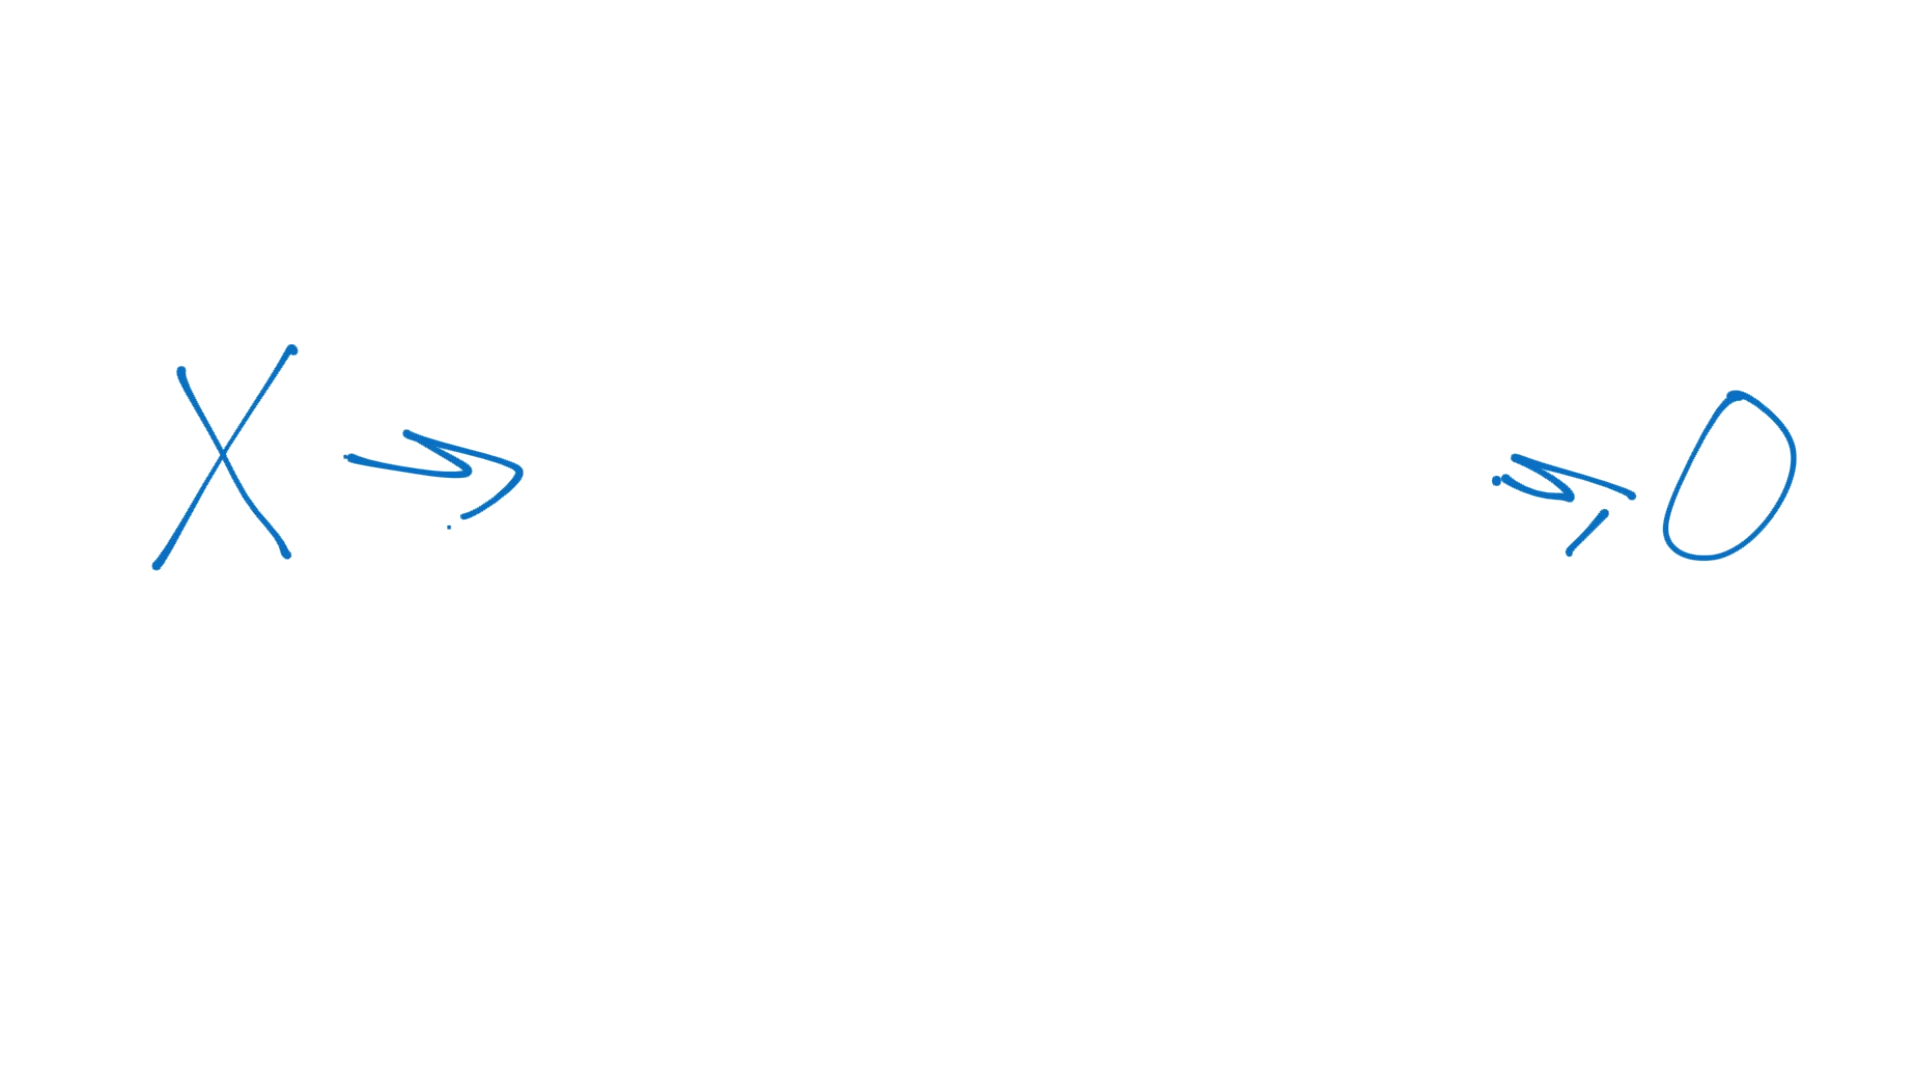 X → → O